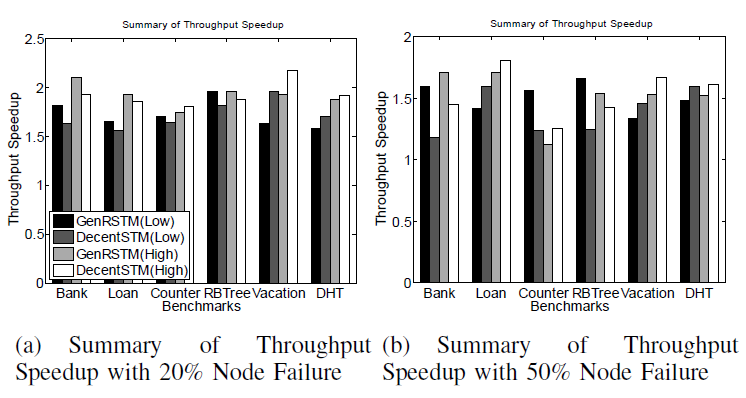 Summary of Throughput Speedup
2.5
2
1.5
1
0.5
0
Throughput Speedup
GenRSTM(Low)
DecentSTM(Low)
GenRSTM(High)
DecentSTM(High)
Bank Loan Counter RBTree Vacation DHT
Benchmarks
(a) Summary of Throughput
Speedup with 20% Node Failure
Summary of Throughput Speedup
2
1.5
1
0.5
0
Throughput Speedup
Bank Loan Counter RBTree Vacation DHT
Benchmarks
(b) Summary of Throughput
Speedup with 50% Node Failure